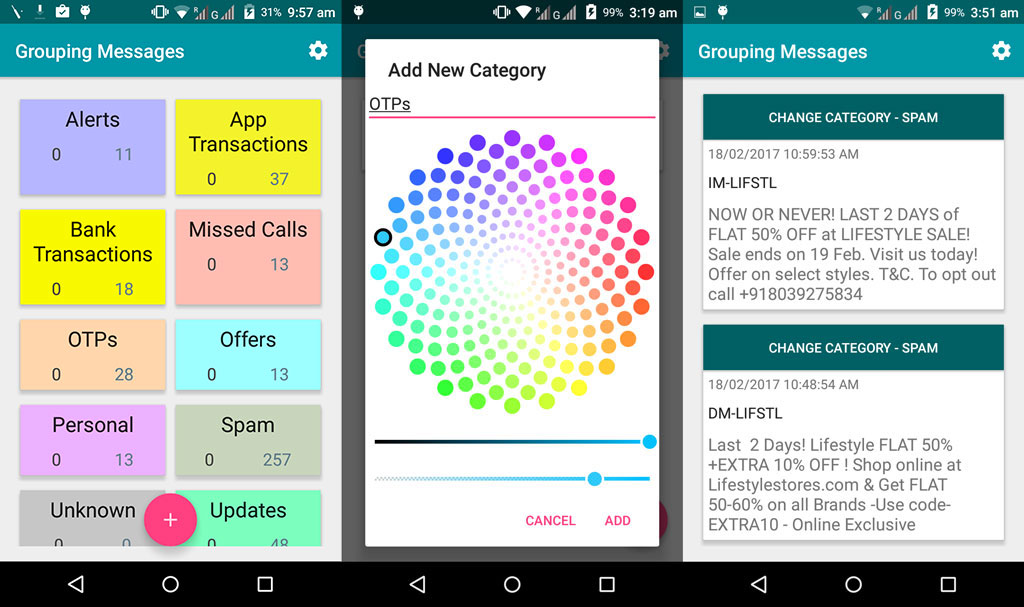 31% 9:57 am
Grouping Messages
Alerts
0 11
App
Transactions
0 37
Bank
Transactions
0 18
Missed Calls
0 13
OTPs
0 28
Offers
0 13
Personal
0 13
Spam
0 257
Unknown
0 0
Updates
0 48
+
R G 99% 3:19 am
Add New Category
OTPs
CANCEL ADD
R G 99% 3:51 am
Grouping Messages
CHANGE CATEGORY - SPAM
18/02/2017 10:59:53 AM
IM-LIFSTL
NOW OR NEVER! LAST 2 DAYS of
FLAT 50% OFF at LIFESTYLE SALE!
Sale ends on 19 Feb. Visit us today!
Offer on select styles. T&C. To opt out
call +918039275834
CHANGE CATEGORY - SPAM
18/02/2017 10:48:54 AM
DM-LIFSTL
Last 2 Days! Lifestyle FLAT 50%
+EXTRA 10% OFF ! Shop online at
Lifestylestores.com & Get FLAT
50-60% on all Brands -Use code-
EXTRA10 - Online Exclusive